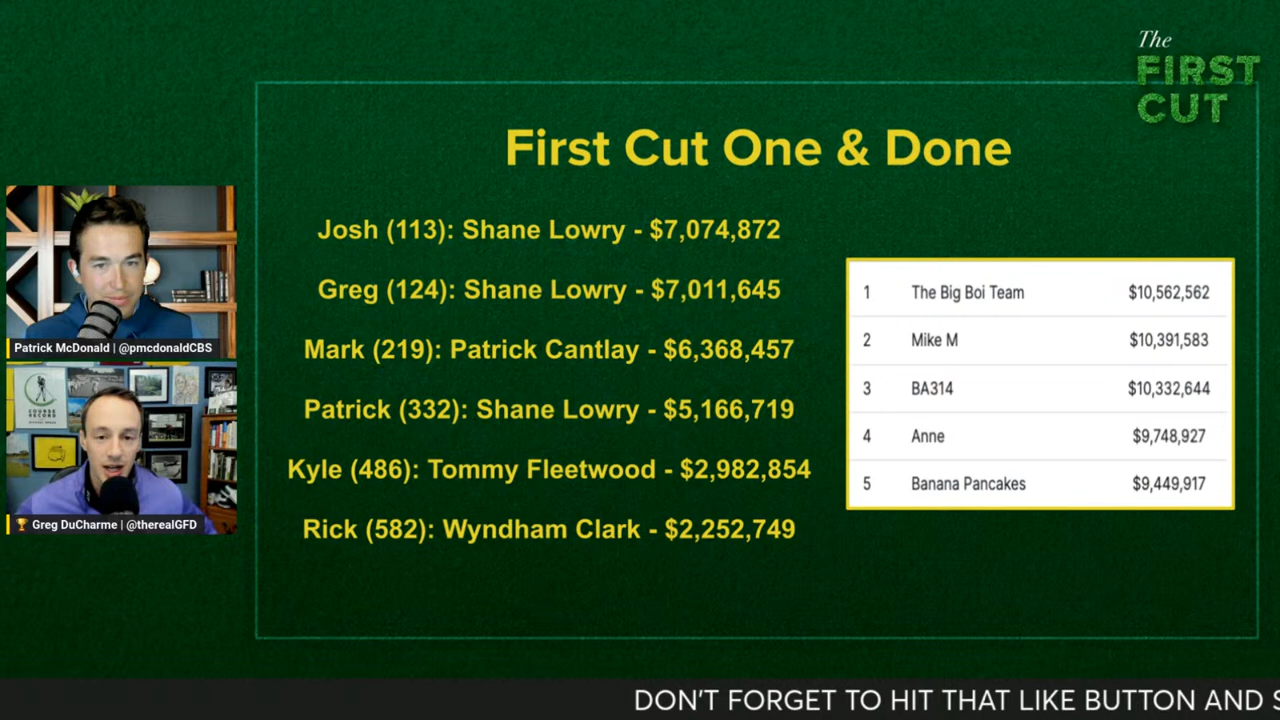 The
FIRST
CUT
First Cut One & Done
Josh (113): Shane Lowry - $7,074,872
Greg (124): Shane Lowry - $7,011,645
Mark (219): Patrick Cantlay - $6,368,457
Patrick (332): Shane Lowry - $5,166,719
Kyle (486): Tommy Fleetwood - $2,982,854
Rick (582): Wyndham Clark - $2,252,749
1 The Big Boi Team $10,562,562
2 Mike M $10,391,583
3 BA314 $10,332,644
4 Anne $9,748,927
5 Banana Pancakes $9,449,917
Patrick McDonald | @pmcdonaldCBS
COURSE
RECORD
Greg DuCharme | @therealGFD
DON'T FORGET TO HIT THAT LIKE BUTTON AND S